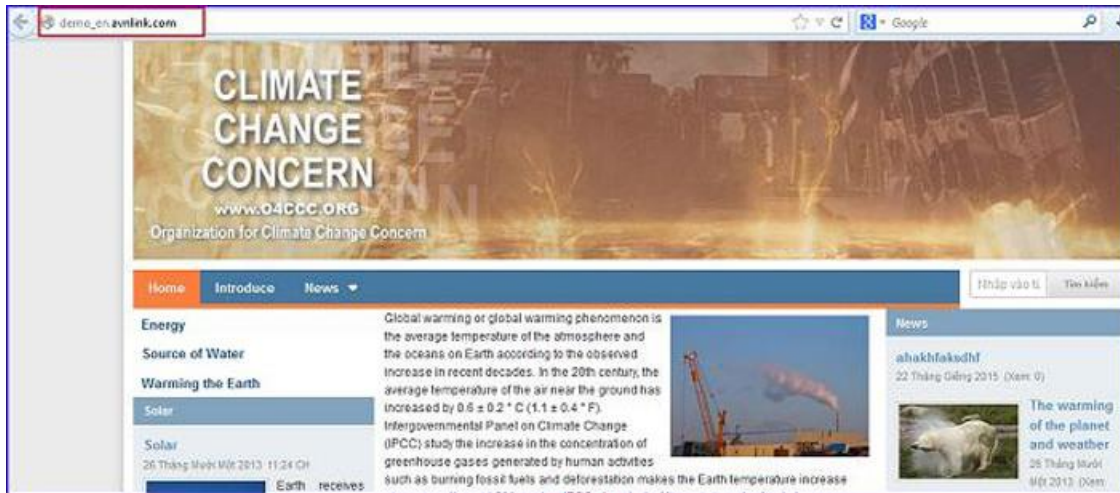 demo_en.avnlink.com
Google
CLIMATE
CHANGE
CONCERN
www.O4CCC.ORG
Organization for Climate Change Concern
Home Introduce News
Nhập vào từ Tìm kiếm
Energy
Source of Water
Warming the Earth
Solar
Solar
26 Tháng Mười Một 2013 11:24 CH
Earth receives
Global warming or global warming phenomenon is
the average temperature of the atmosphere and
the oceans on Earth according to the observed
increase in recent decades. In the 20th century, the
average temperature of the air near the ground has
increased by 0.6 ± 0.2 ° C (1.1 ± 0.4 ° F).
Intergovernmental Panel on Climate Change
(IPCC) study the increase in the concentration of
greenhouse gases generated by human activities
such as burning fossil fuels and deforestation makes the Earth temperature increase
News
ahakhfaksdhf
22 Tháng Giêng 2015 (Xem: 0)
The warming
of the planet
and weather
26 Tháng Mười
Một 2013 (Xem: